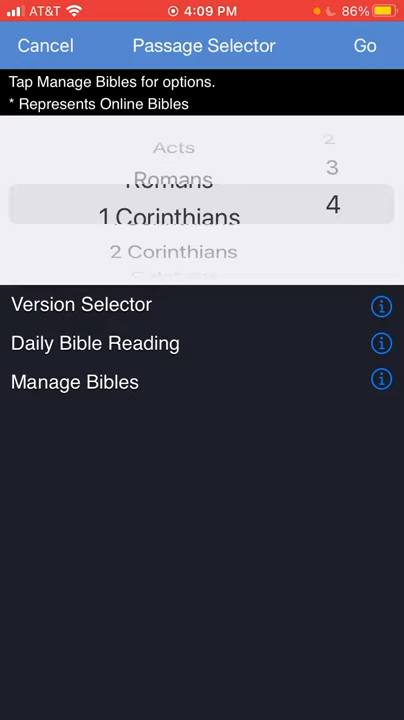 AT&T 4:09 PM 86%
Cancel Passage Selector Go
Tap Manage Bibles for options.
* Represents Online Bibles
Acts 2
Romans 3
1 Corinthians 4
2 Corinthians
Version Selector
Daily Bible Reading
Manage Bibles